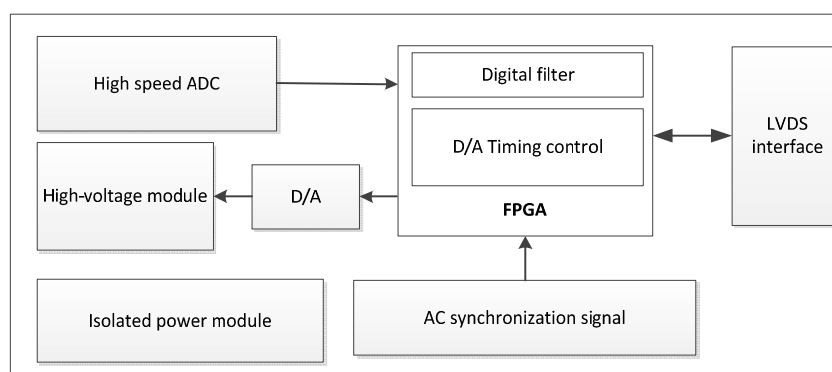 High speed ADC
Digital filter
LVDS
interface
D/A Timing control
High-voltage module
D/A
FPGA
Isolated power module
AC synchronization signal